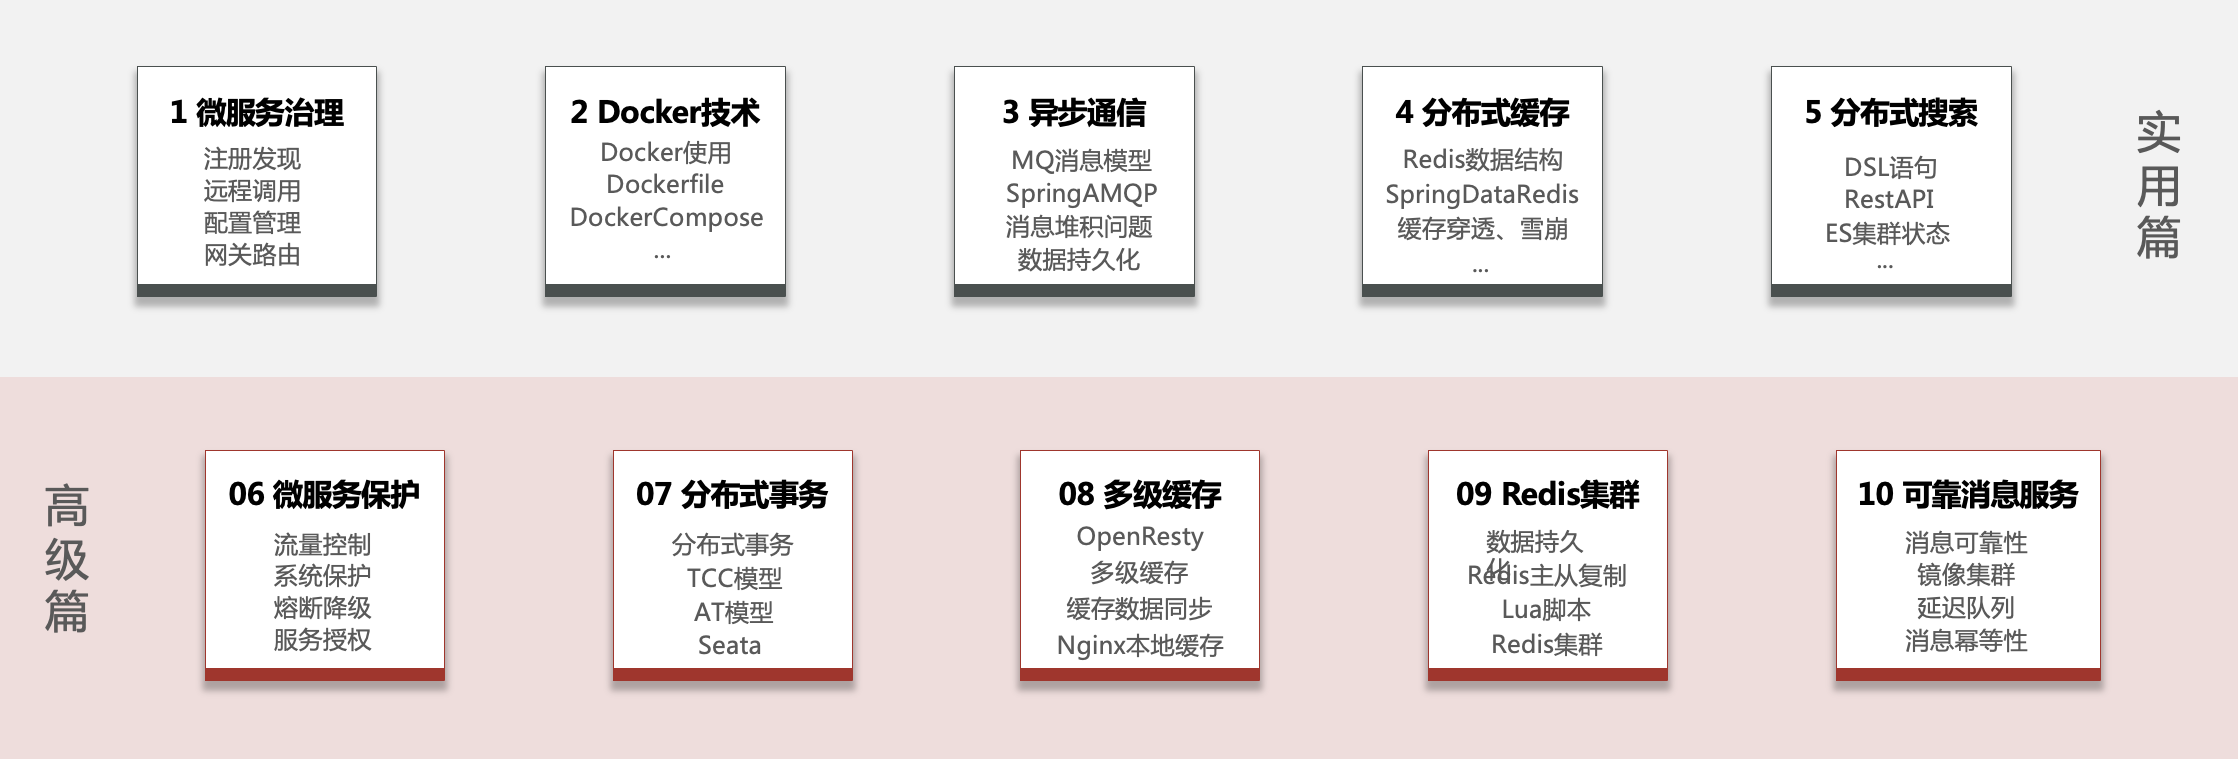 1 微服务治理
注册发现
远程调用
配置管理
网关路由
2 Docker技术
Docker使用
Dockerfile
DockerCompose
...
3 异步通信
MQ消息模型
SpringAMQP
消息堆积问题
数据持久化
4 分布式缓存
Redis数据结构
SpringDataRedis
缓存穿透、雪崩
...
5 分布式搜索
DSL语句
RestAPI
ES集群状态
...
实用篇
高级篇
06 微服务保护
流量控制
系统保护
熔断降级
服务授权
07 分布式事务
分布式事务
TCC模型
AT模型
Seata
08 多级缓存
OpenResty
多级缓存
缓存数据同步
Nginx本地缓存
09 Redis集群
数据持久
化
Redis主从复制
Lua脚本
Redis集群
10 可靠消息服务
消息可靠性
镜像集群
延迟队列
消息幂等性